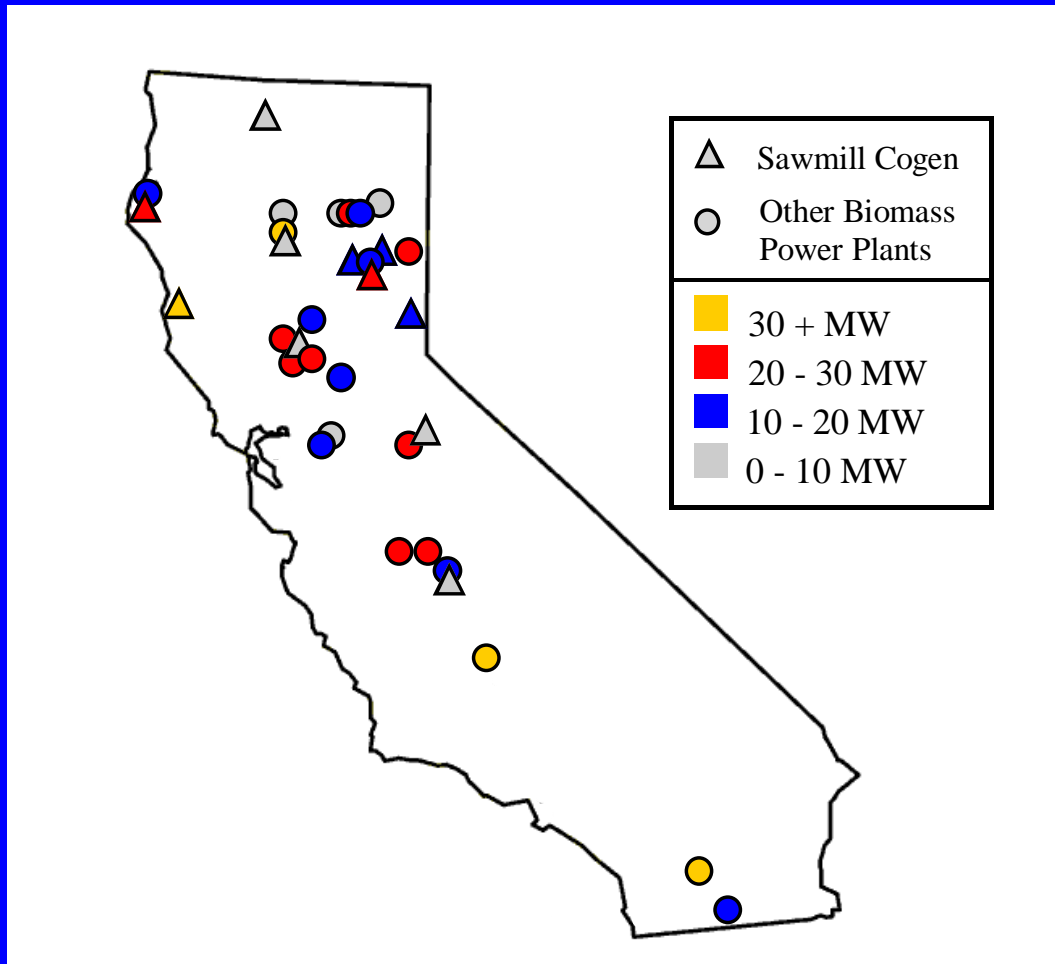 Sawmill Cogen
Other Biomass
Power Plants
30 + MW
20 - 30 MW
10 - 20 MW
0 - 10 MW